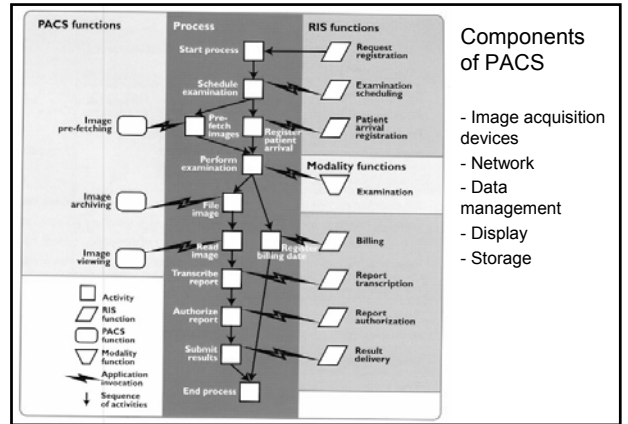 PACS functions
Process
RIS functions
Start process
Request
registration
Schedule
examination
Examination
scheduling
Image
pre-fetching
Pre-
fetch
images
Register
patient
arrival
Patient
arrival
registration
Perform
examination
Modality functions
Examination
Image
archiving
File
image
Image
viewing
Read
image
Register
billing date
Billing
Transcribe
report
Report
transcription
Authorize
report
Report
authorization
Submit
results
Result
delivery
End process
Activity
RIS
function
PACS
function
Modality
function
Application
invocation
Sequence
of activities
Components
of PACS
- Image acquisition
devices
- Network
- Data
management
- Display
- Storage